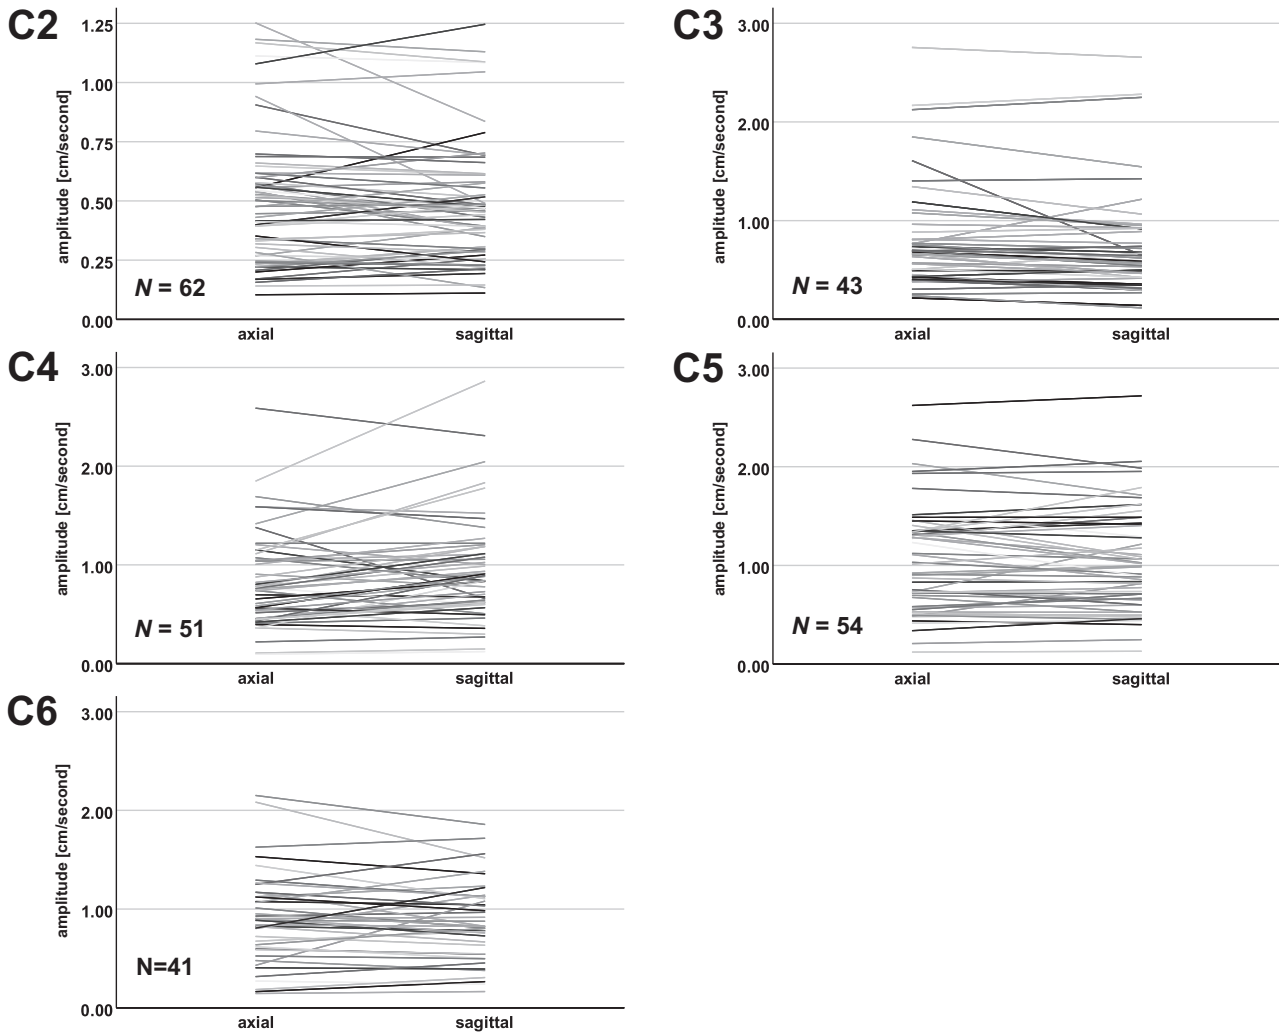 C2
1.25
1.00
0.75
0.50
0.25
0.00
amplitude [cm/second]
N = 62
axial sagittal
C3
3.00
2.00
1.00
0.00
amplitude [cm/second]
N = 43
axial sagittal
C4
3.00
2.00
1.00
0.00
amplitude [cm/second]
N = 51
axial sagittal
C5
3.00
2.00
1.00
0.00
amplitude [cm/second]
N = 54
axial sagittal
C6
3.00
2.00
1.00
0.00
amplitude [cm/second]
N=41
axial sagittal